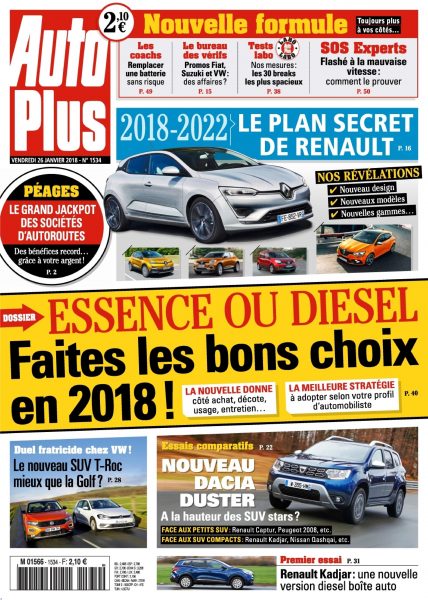 2,10 €
Nouvelle formule
Toujours plus
à vos côtés...
Auto
Plus
VENDREDI 26 JANVIER 2018 - N° 1534
Les
coachs
Remplacer
une batterie
sans risque
P. 49
Le bureau
des vérifs
Promos Fiat,
Suzuki et VW :
des affaires ?
P. 15
Tests
labo
Nos mesures :
les 30 breaks
les plus spacieux
P. 38
SOS Experts
Flashé à la mauvaise
vitesse :
comment le prouver
P. 50
2018-2022
LE PLAN SECRET
DE RENAULT P. 16
NOS RÉVÉLATIONS
✓ Nouveau design
✓ Nouveaux modèles
✓ Nouvelles gammes...
PÉAGES
LE GRAND JACKPOT
DES SOCIÉTÉS
D'AUTOROUTES
Des bénéfices record...
grâce à votre argent !
P. 2
DOSSIER
ESSENCE OU DIESEL
Faites les bons choix
en 2018 !
LA NOUVELLE DONNE
côté achat, décote,
usage, entretien...
LA MEILLEURE STRATÉGIE
à adopter selon votre profil
d'automobiliste
P. 40
Duel fratricide chez VW !
Le nouveau SUV T-Roc
mieux que la Golf ? P. 28
Essais comparatifs P. 22
NOUVEAU
DACIA
DUSTER
A la hauteur des SUV stars ?
FACE AUX PETITS SUV : Renault Captur, Peugeot 2008, etc.
FACE AUX SUV COMPACTS : Renault Kadjar, Nissan Qashqai, etc.
M 01566 - 1534 - F: 2,10 €
Premier essai P. 31
Renault Kadjar : une nouvelle
version diesel boîte auto